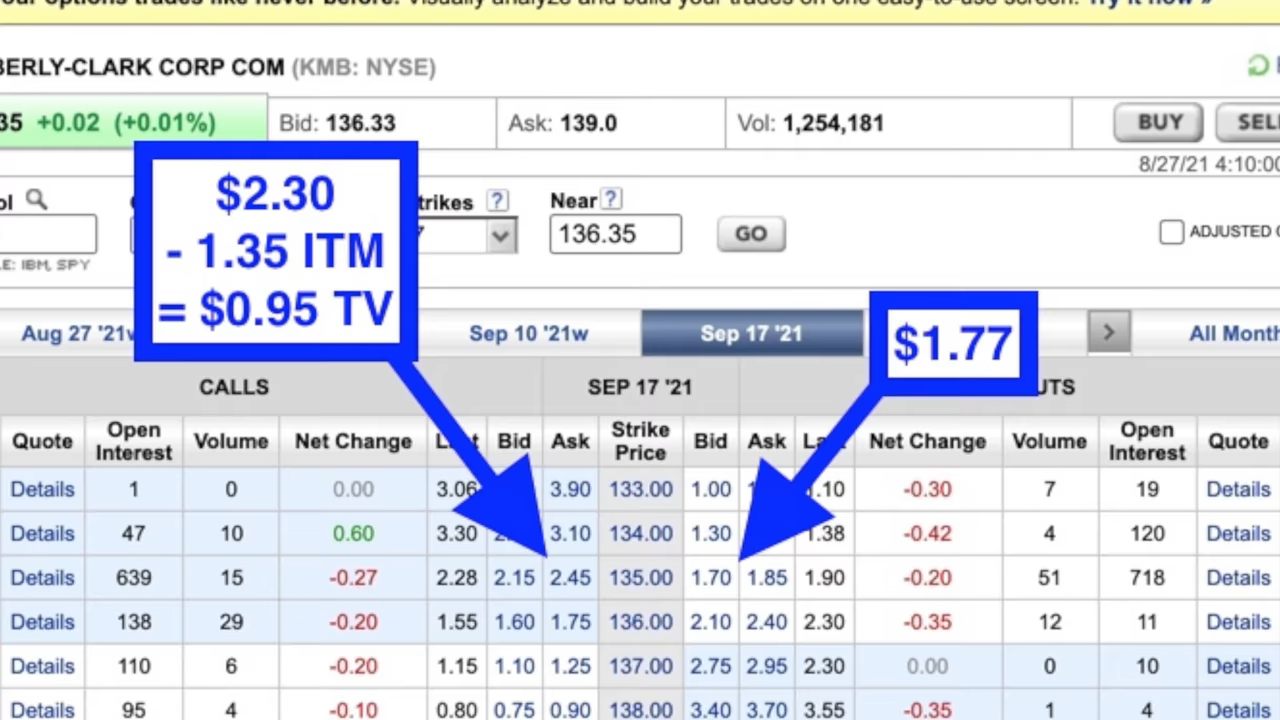 our options trades like never before. Visually analyze and build your trades on one easy-to-use screen. Try it now »
BERLY-CLARK CORP COM (KMB: NYSE)
35 +0.02 (+0.01%) Bid: 136.33 Ask: 139.0 Vol: 1,254,181 BUY SELL
8/27/21 4:10:00
$2.30
- 1.35 ITM
= $0.95 TV
ol trikes ? Near ?
7 136.35 GO ADJUSTED
LE: IBM, SPY
Aug 27 '21w Sep 10 '21w Sep 17 '21 > All Month
$1.77
CALLS SEP 17 '21 UTS
Quote Open Interest Volume Net Change Bid Ask Strike Price Bid Ask Net Change Volume Open Interest Quote
Details 1 0 0.00 3.06 3.90 133.00 1.00 .10 -0.30 7 19 Details
Details 47 10 0.60 3.30 3.10 134.00 1.30 1.38 -0.42 4 120 Details
Details 639 15 -0.27 2.28 2.15 2.45 135.00 1.70 1.85 1.90 -0.20 51 718 Details
Details 138 29 -0.20 1.55 1.60 1.75 136.00 2.10 2.40 2.30 -0.35 12 11 Details
Details 110 6 -0.20 1.15 1.10 1.25 137.00 2.75 2.95 2.30 0.00 0 10 Details
Details 95 4 -0.10 0.80 0.75 0.90 138.00 3.40 3.70 3.55 -0.35 1 4 Details